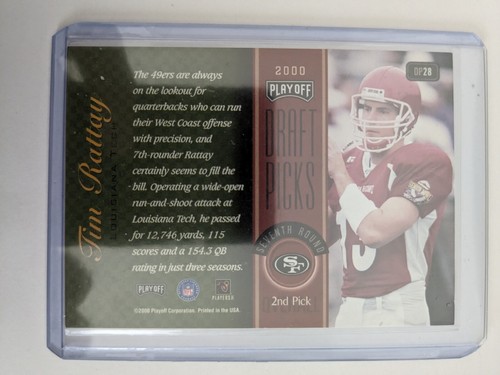 Tim Rattay
LOUISIANA TECH
The 49ers are always
on the lookout for
quarterbacks who can run
their West Coast offense
with precision, and
7th-rounder Rattay
certainly seems to fill the
bill. Operating a wide-open
run-and-shoot attack at
Louisiana Tech, he passed
for 12,746 yards, 115
scores and a 154.3 QB
rating in just three seasons.
PLAYOFF
PLAYERS
©2000 Playoff Corporation. Printed in the USA.
2000
PLAYOFF
DRAFT
PICKS
SEVENTH ROUND
SF
2nd Pick
DP28